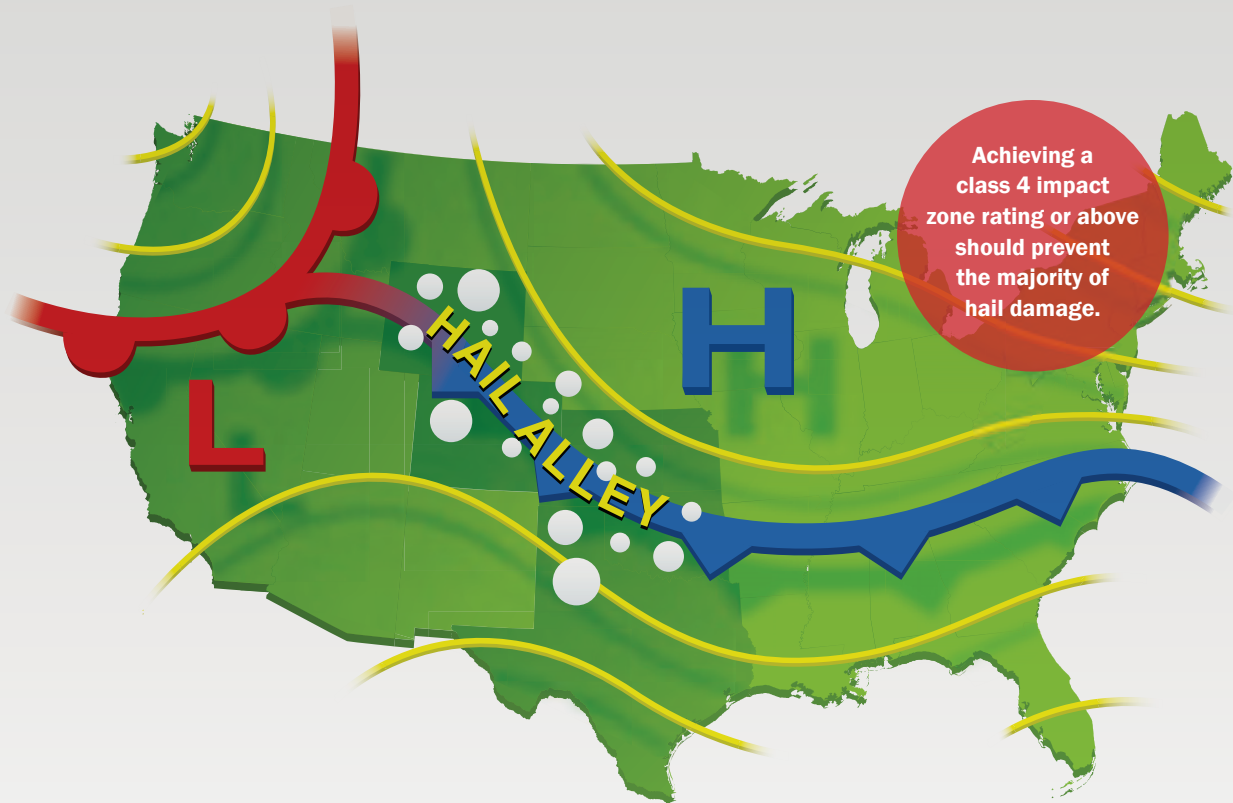 Achieving a
class 4 impact
zone rating or above
should prevent
the majority of
hail damage.
H
HAIL ALLEY
L